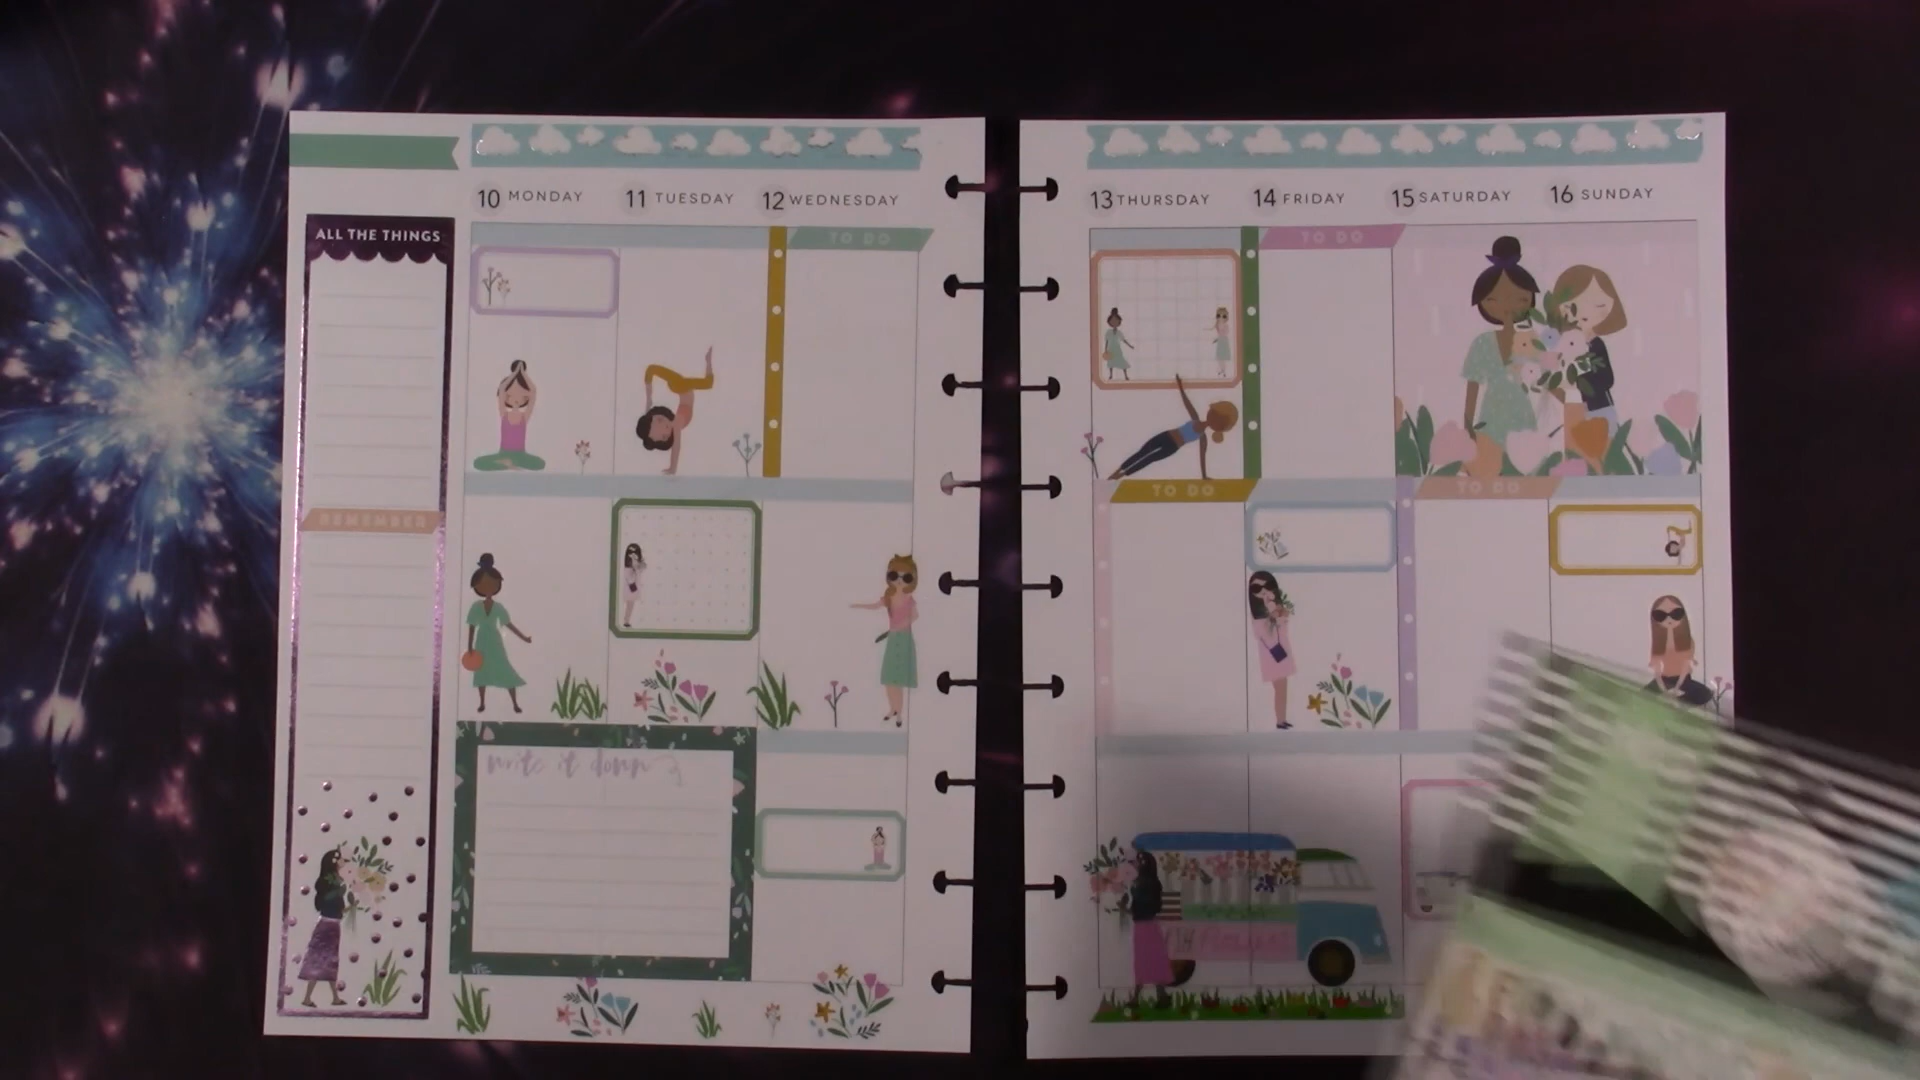 ALL THE THINGS
REMEMBER
10 MONDAY
11 TUESDAY
12 WEDNESDAY
TO DO
write it down
13 THURSDAY
14 FRIDAY
15 SATURDAY
16 SUNDAY
TO DO
TO DO
TO DO